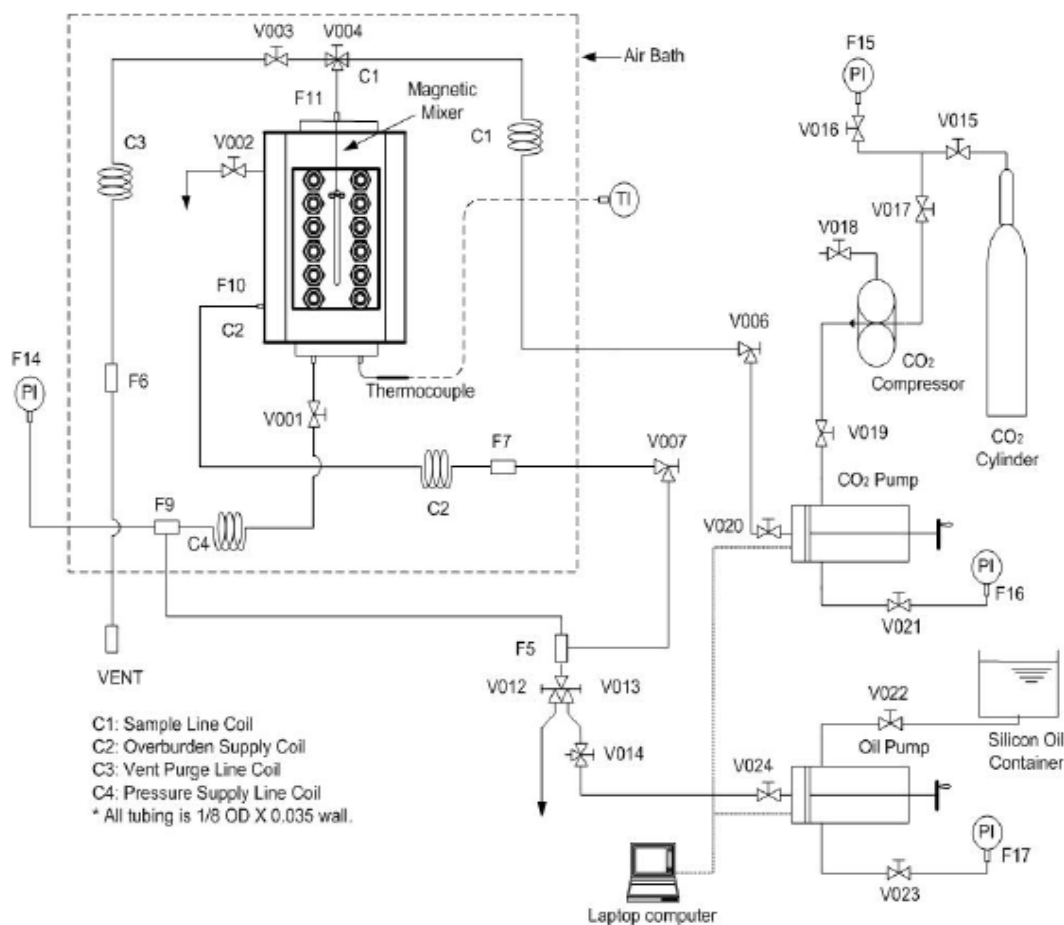 V003
V004
F15
PI
Air Bath
C1
V016
V015
F11
Magnetic
Mixer
C3
V002
C1
V017
TI
V018
F10
V006
C2
F14
CO₂
Compressor
PI
F6
Thermocouple
V001
V019
CO₂
Cylinder
F7
V007
CO₂ Pump
F9
C2
V020
C4
PI
F16
F5
V021
VENT
V012
V013
V022
C1: Sample Line Coil
C2: Overburden Supply Coil
C3: Vent Purge Line Coil
C4: Pressure Supply Line Coil
* All tubing is 1/8 OD X 0.035 wall.
Oil Pump
Silicon Oil
Container
V014
V024
PI
F17
V023
Laptop computer